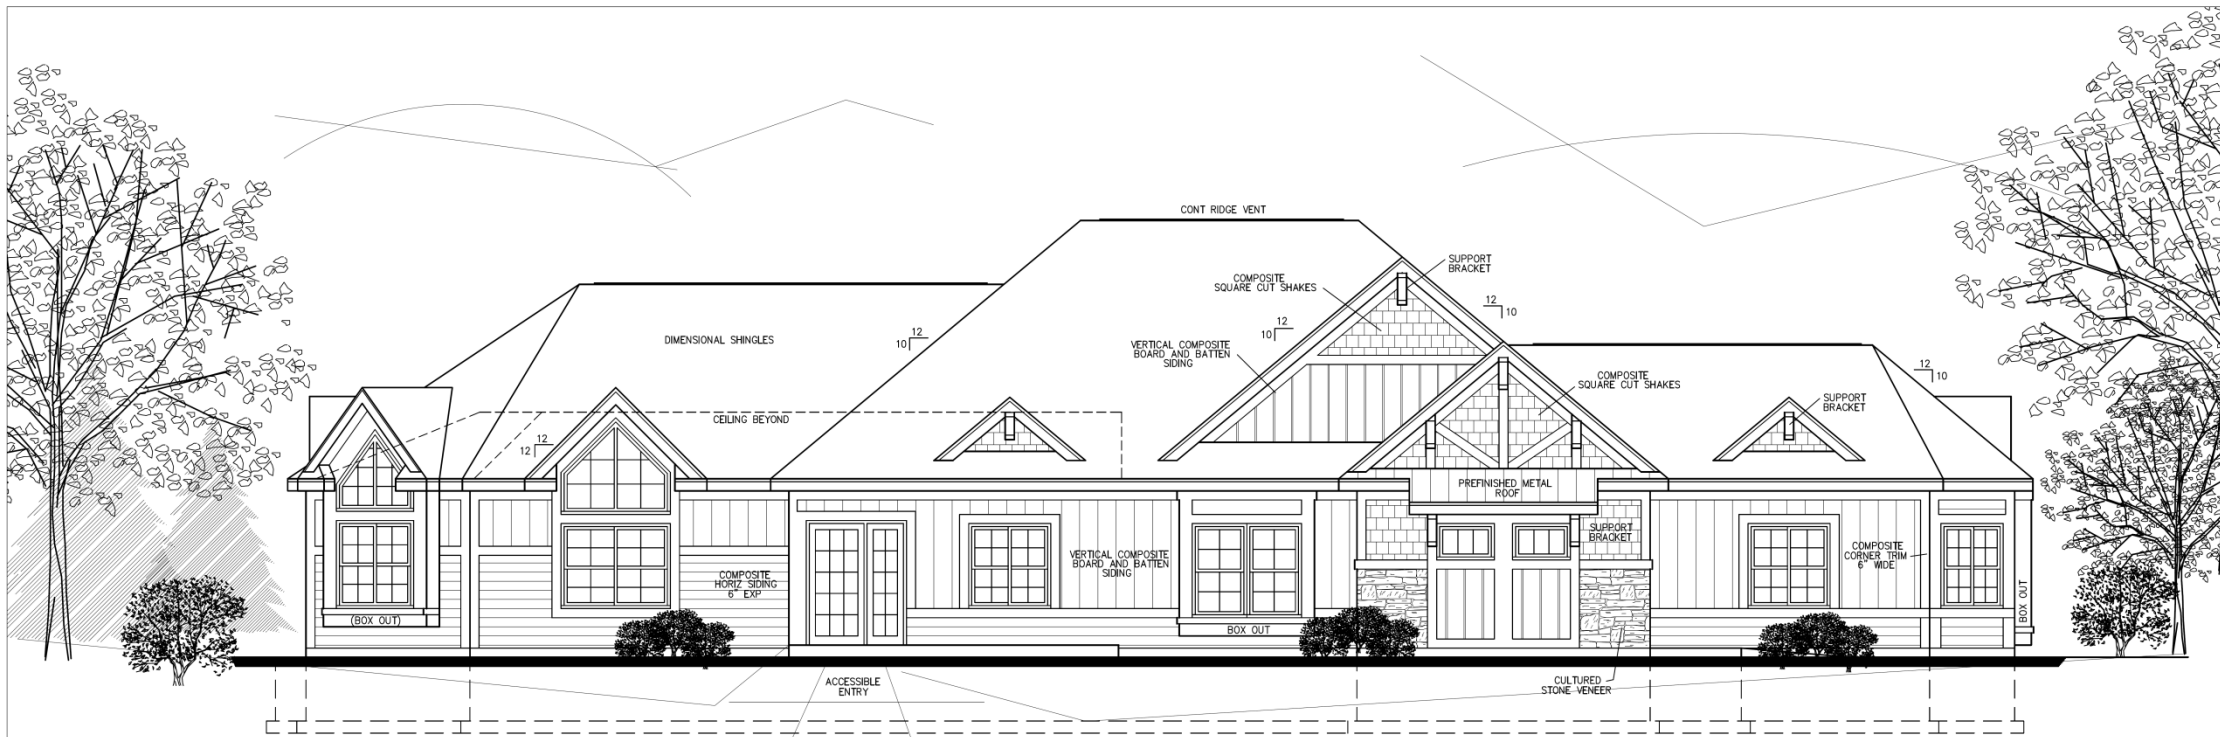 CONT RIDGE VENT
SUPPORT
BRACKET
COMPOSITE
SQUARE CUT SHAKES
12
10
12
10
12
10
DIMENSIONAL SHINGLES
VERTICAL COMPOSITE
BOARD AND BATTEN
SIDING
COMPOSITE
SQUARE CUT SHAKES
12
10
SUPPORT
BRACKET
CEILING BEYOND
12
12
PREFINISHED METAL
ROOF
SUPPORT
BRACKET
VERTICAL COMPOSITE
BOARD AND BATTEN
SIDING
COMPOSITE
CORNER TRIM
6" WIDE
COMPOSITE
HORIZ SIDING
6" EXP
BOX OUT
(BOX OUT)
BOX OUT
ACCESSIBLE
ENTRY
CULTURED
STONE VENEER